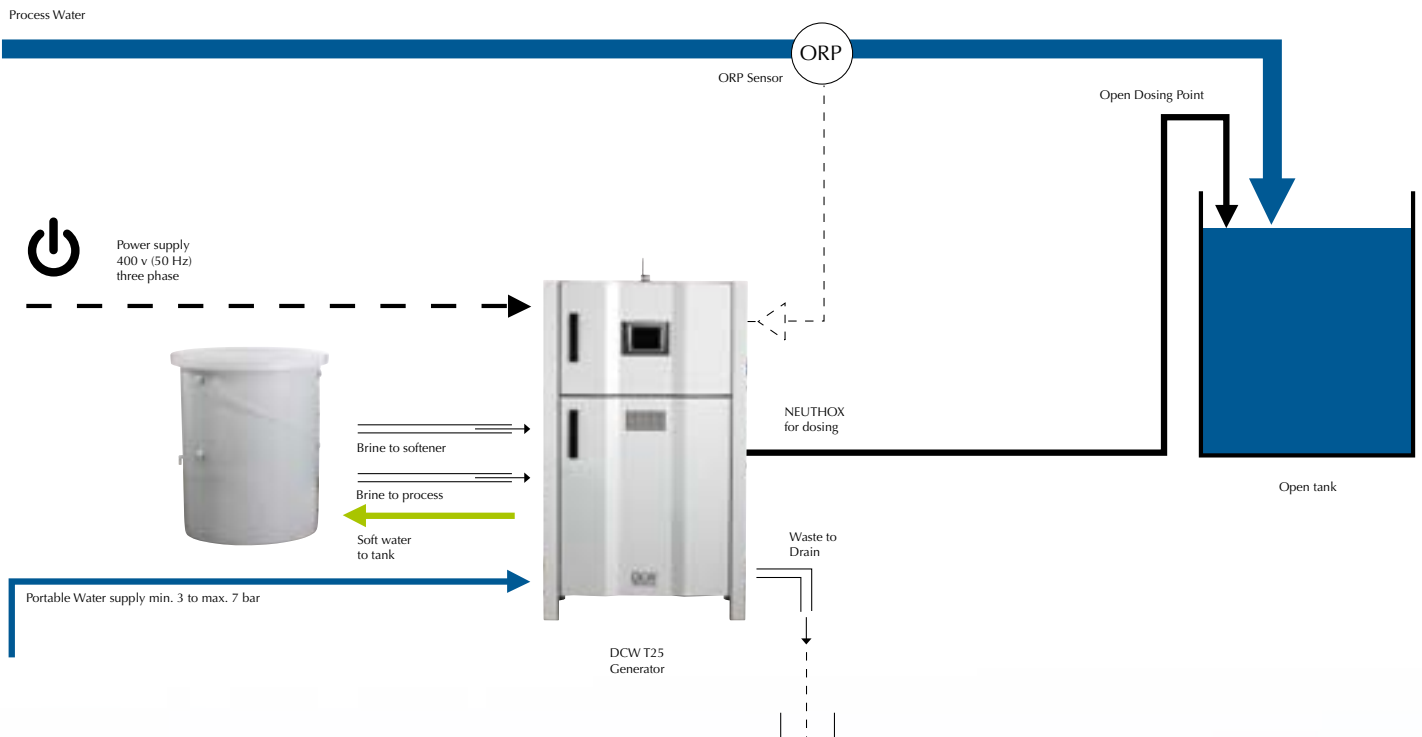 Process Water
ORP
ORP Sensor
Open Dosing Point
Power supply
400 v (50 Hz)
three phase
NEUTHOX
for dosing
Brine to softener
Brine to process
Open tank
Soft water
to tank
Waste to
Drain
Portable Water supply min. 3 to max. 7 bar
DCW
DCW T25
Generator